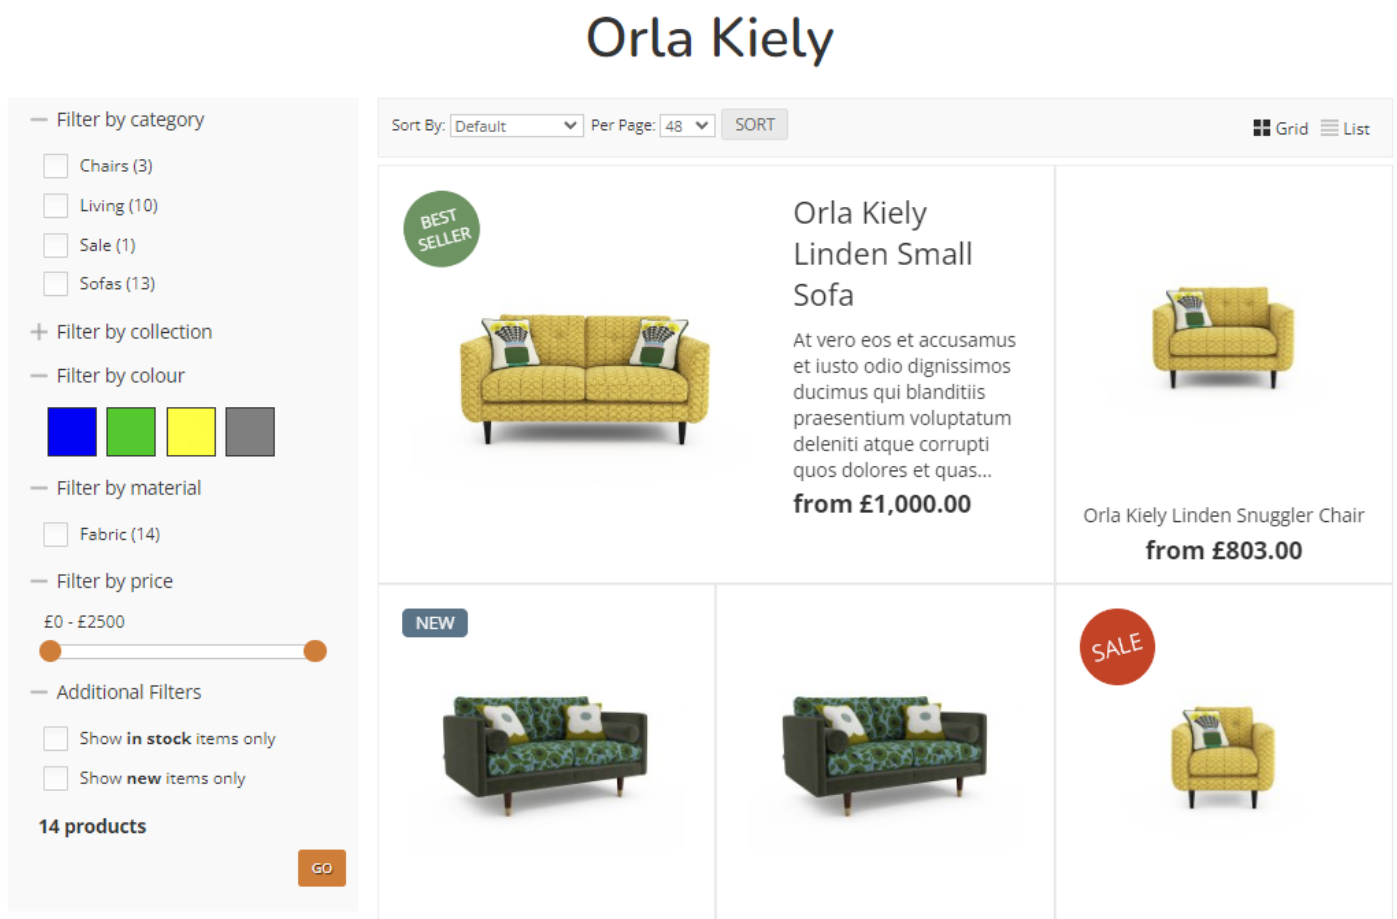 Orla Kiely
Filter by category
Chairs (3)
Living (10)
Sale (1)
Sofas (13)
Filter by collection
Filter by colour
Filter by material
Fabric (14)
Filter by price
£0 - £2500
Additional Filters
Show in stock items only
Show new items only
14 products
GO
Sort By: Default Per Page: 48 SORT
Grid List
BEST
SELLER
Orla Kiely
Linden Small
Sofa
At vero eos et accusamus
et iusto odio dignissimos
ducimus qui blanditiis
praesentium voluptatum
deleniti atque corrupti
quos dolores et quas...
from £1,000.00
Orla Kiely Linden Snuggler Chair
from £803.00
NEW
SALE